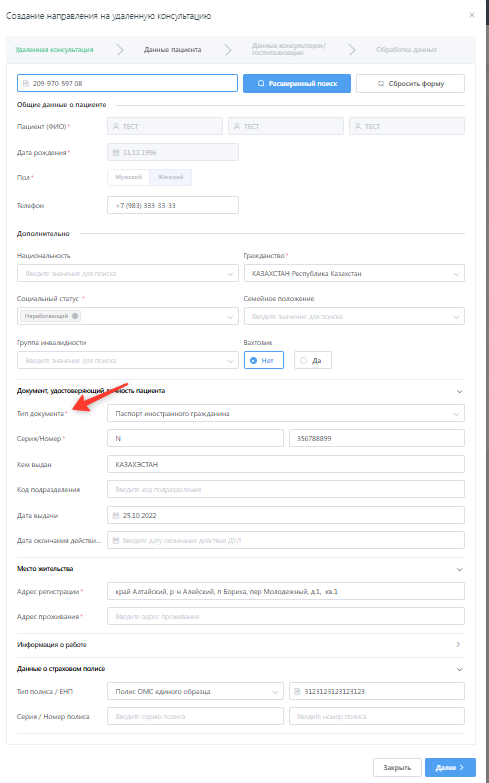 Создание направления на удаленную консультацию
Удаленная консультация
Данные пациента
Данные консультации/
госпитализации
Обработка данных
209-970-597 08
Расширенный поиск
Сбросить форму
Общие данные о пациенте
Пациент (ФИО) * ТЕСТ ТЕСТ ТЕСТ
Дата рождения * 11.12.1996
Пол * Мужской Женский
Телефон +7 (983) 333-33-33
Дополнительно
Национальность Гражданство *
Введите значение для поиска КАЗАХСТАН Республика Казахстан
Социальный статус * Семейное положение
Неработающий Введите значение для поиска
Группа инвалидности Вахтовик
Введите значение для поиска Нет Да
Документ, удостоверяющий личность пациента
Тип документа * Паспорт иностранного гражданина
Серия/Номер * N 356788899
Кем выдан КАЗАХЭСТАН
Код подразделения Введите код подразделения
Дата выдачи 25.10.2022
Дата окончания действи... Введите дату окончания действия ДУЛ
Место жительства
Адрес регистрации * край Алтайский, р-н Алейский, п Бориха, пер Молодежный, д.1, кв.1
Адрес проживания * Введите адрес проживания
Информация о работе
Данные о страховом полисе
Тип полиса / ЕНП Полис ОМС единого образца 3123123123123123
Серия / Номер полиса Введите серию полиса Введите номер полиса
Закрыть Далее